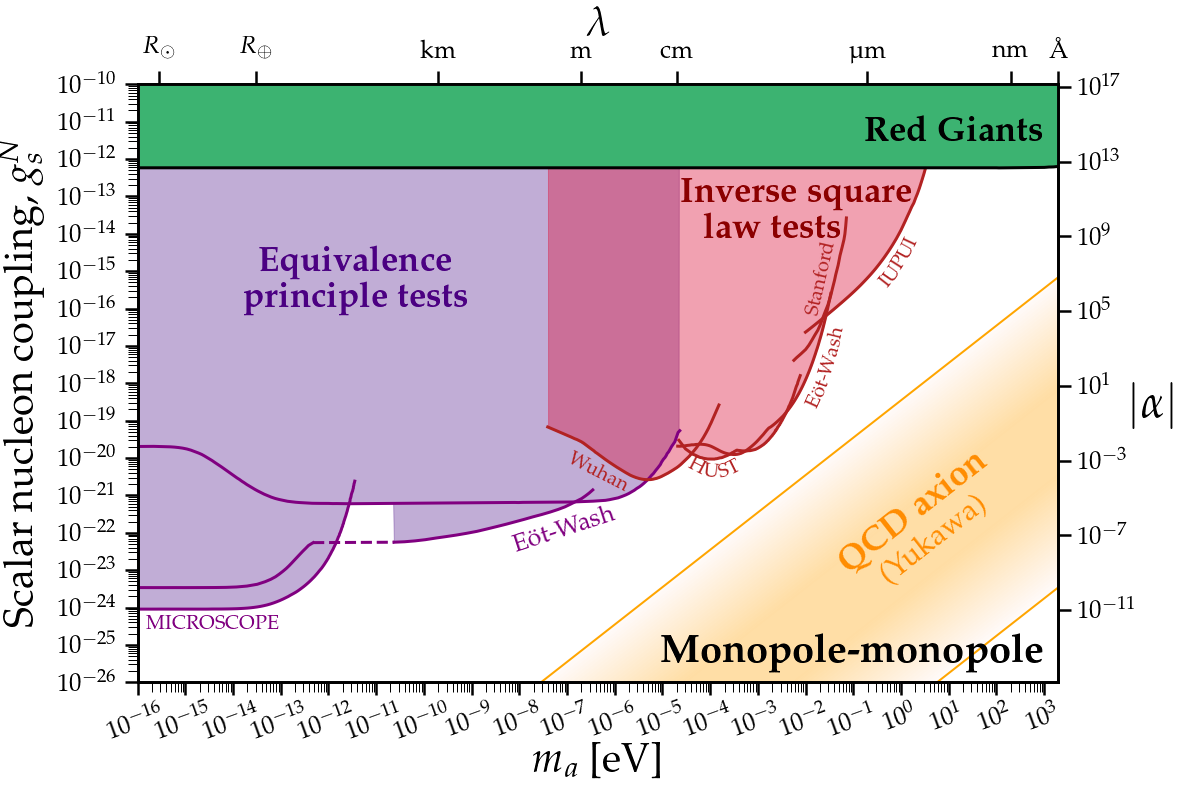 λ
R☉ R⊕ km m cm μm nm Å
10⁻¹⁰
10⁻¹¹
10⁻¹²
10⁻¹³
10⁻¹⁴
10⁻¹⁵
10⁻¹⁶
10⁻¹⁷
10⁻¹⁸
10⁻¹⁹
10⁻²⁰
10⁻²¹
10⁻²²
10⁻²³
10⁻²⁴
10⁻²⁵
10⁻²⁶
Scalar nucleon coupling, gₛᴺ
Red Giants
Equivalence
principle tests
Inverse square
law tests
Stanford
IUPUI
Eöt-Wash
Wuhan
HUST
Eöt-Wash
MICROSCOPE
QCD axion
(Yukawa)
Monopole-monopole
10¹⁷
10¹³
10⁹
10⁵
10¹
10⁻³
10⁻⁷
10⁻¹¹
|α|
10⁻¹⁶ 10⁻¹⁵ 10⁻¹⁴ 10⁻¹³ 10⁻¹² 10⁻¹¹ 10⁻¹⁰ 10⁻⁹ 10⁻⁸ 10⁻⁷ 10⁻⁶ 10⁻⁵ 10⁻⁴ 10⁻³ 10⁻² 10⁻¹ 10⁰ 10¹ 10² 10³
mₐ [eV]